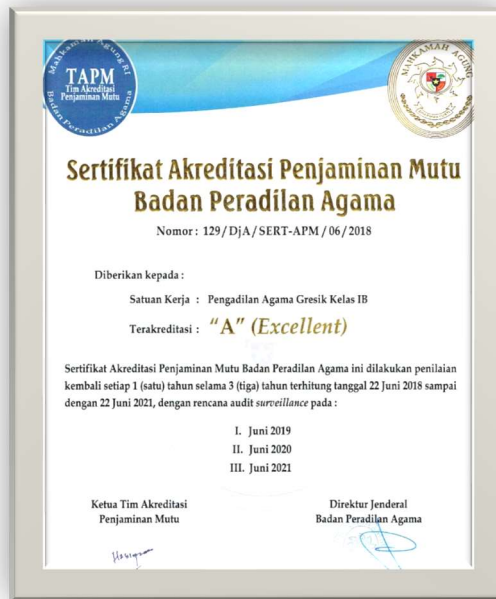 Mahkamah Agung RI
TAPM
Tim Akreditasi
Penjaminan Mutu
Badan Peradilan Agama
MAHKAMAH AGUNG
Sertifikat Akreditasi Penjaminan Mutu
Badan Peradilan Agama
Nomor : 129/DjA/SERT-APM/06/2018
Diberikan kepada :
Satuan Kerja : Pengadilan Agama Gresik Kelas IB
Terakreditasi : "A" (Excellent)
Sertifikat Akreditasi Penjaminan Mutu Badan Peradilan Agama ini dilakukan penilaian
kembali setiap 1 (satu) tahun selama 3 (tiga) tahun terhitung tanggal 22 Juni 2018 sampai
dengan 22 Juni 2021, dengan rencana audit surveillance pada :
I. Juni 2019
II. Juni 2020
III. Juni 2021
Ketua Tim Akreditasi
Penjaminan Mutu
Direktur Jenderal
Badan Peradilan Agama